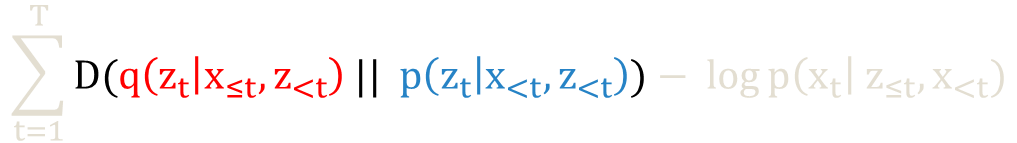 ∑_{t=1}^{T} D(q(z_t|x_{≤t}, z_{<t}) || p(z_t|x_{<t}, z_{<t})) − log p(x_t| z_{≤t}, x_{<t})